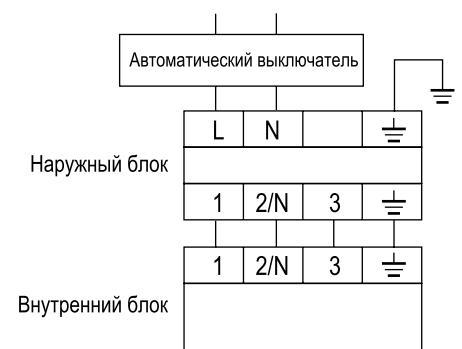 Автоматический выключатель
L N
Наружный блок
1 2/N 3
1 2/N 3
Внутренний блок